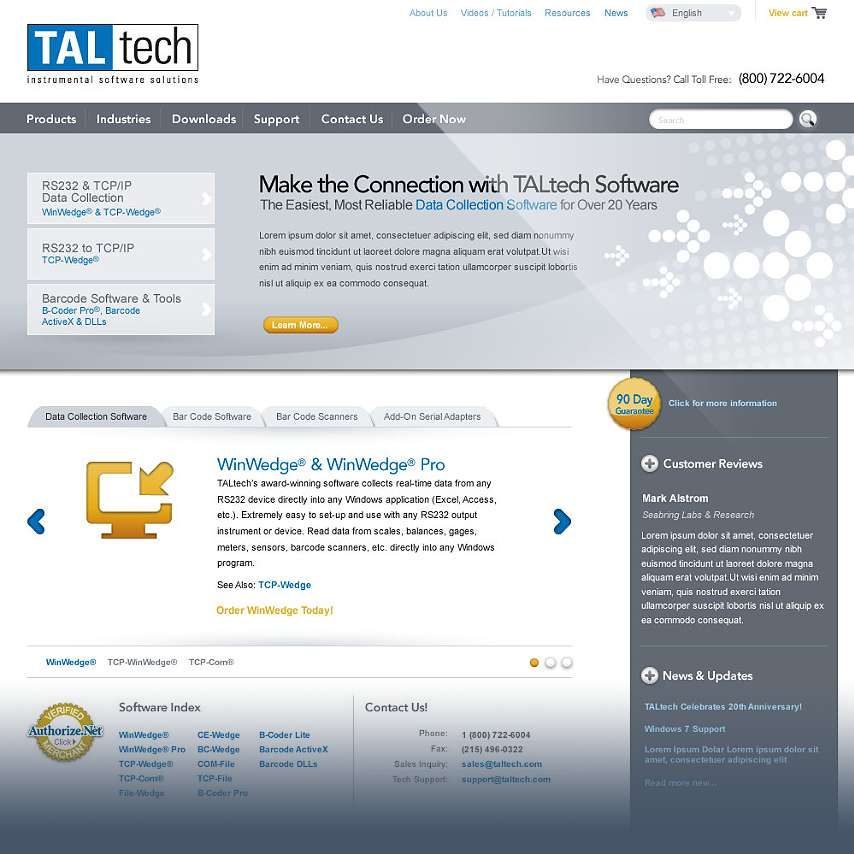 About Us Videos / Tutorials Resources News English View cart
TAL tech
instrumental software solutions
Have Questions? Call Toll Free: (800) 722-6004
Products Industries Downloads Support Contact Us Order Now Search
RS232 & TCP/IP
Data Collection
WinWedge® & TCP-Wedge®
RS232 to TCP/IP
TCP-Wedge®
Barcode Software & Tools
B-Coder Pro®, Barcode
ActiveX & DLLs
Make the Connection with TALtech Software
The Easiest, Most Reliable Data Collection Software for Over 20 Years
Lorem ipsum dolor sit amet, consectetuer adipiscing elit, sed diam nonummy
nibh euismod tincidunt ut laoreet dolore magna aliquam erat volutpat.Ut wisi
enim ad minim veniam, quis nostrud exerci tation ullamcorper suscipit lobortis
nisl ut aliquip ex ea commodo consequat.
Learn More...
Data Collection Software Bar Code Software Bar Code Scanners Add-On Serial Adapters
WinWedge® & WinWedge® Pro
TALtech's award-winning software collects real-time data from any
RS232 device directly into any Windows application (Excel, Access,
etc.). Extremely easy to set-up and use with any RS232 output
instrument or device. Read data from scales, balances, gages,
meters, sensors, barcode scanners, etc. directly into any Windows
program.
See Also: TCP-Wedge
Order WinWedge Today!
WinWedge® TCP-WinWedge® TCP-Com®
90 Day
Guarantee
Click for more information
Customer Reviews
Mark Alstrom
Seabring Labs & Research
Lorem ipsum dolor sit amet, consectetuer
adipiscing elit, sed diam nonummy nibh
euismod tincidunt ut laoreet dolore magna
aliquam erat volutpat.Ut wisi enim ad minim
veniam, quis nostrud exerci tation
ullamcorper suscipit lobortis nisl ut aliquip ex
ea commodo consequat.
News & Updates
TALtech Celebrates 20th Anniversary!
Windows 7 Support
Lorem Ipsum Dolar Lorem ipsum dolor sit
amet, consectetuer adipiscing elit
Read more new...
VERIFIED
Authorize.Net
Click
MERCHANT
Software Index
WinWedge® CE-Wedge B-Coder Lite
WinWedge® Pro BC-Wedge Barcode ActiveX
TCP-Wedge® COM-File Barcode DLLs
TCP-Com® TCP-File
File-Wedge B-Coder Pro
Contact Us!
Phone: 1 (800) 722-6004
Fax: (215) 496-0322
Sales Inquiry: sales@taltech.com
Tech Support: support@taltech.com